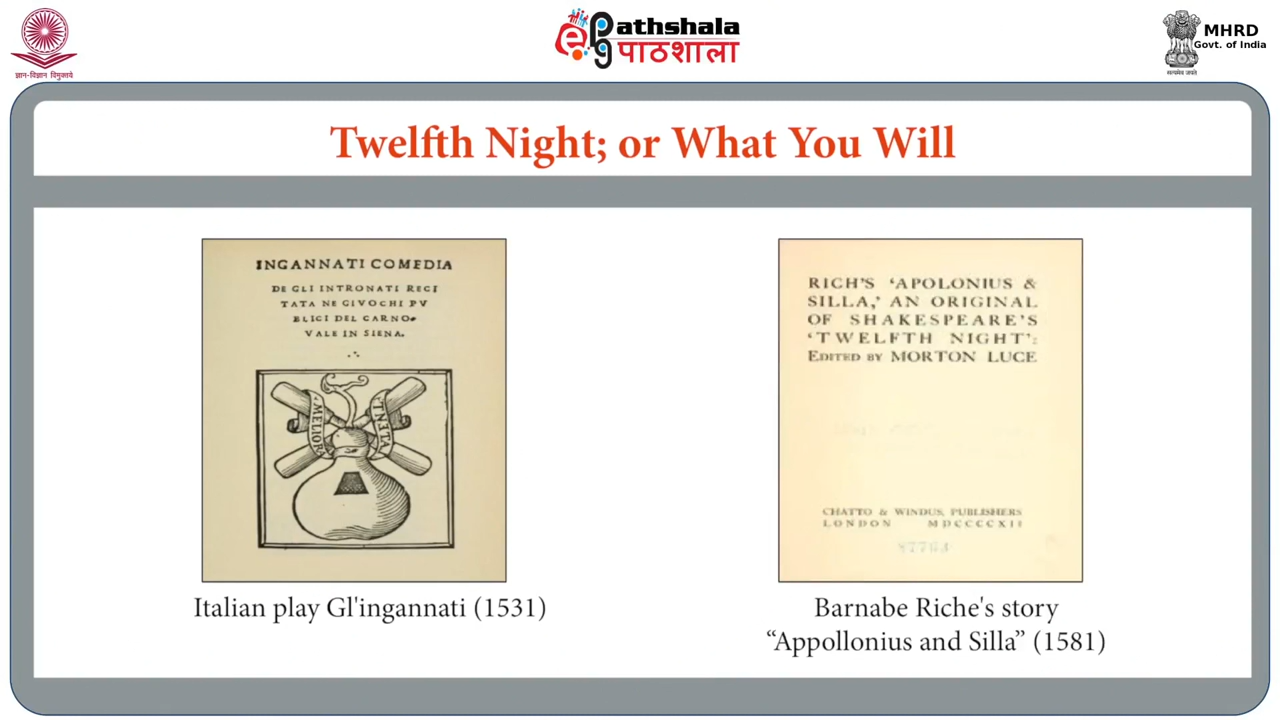 ज्ञान-विज्ञान विमुक्तये
ePathshala
पाठशाला
MHRD
Govt. of India
सत्यमेव जयते
Twelfth Night; or What You Will
INGANNATI COMEDIA
DE GLI INTRONATI RECI
TATA NE GIVOCHI PV
BLICI DEL CARNO
VALE IN SIENA.
MELIORA
LATENT
Italian play Gl'ingannati (1531)
RICH'S 'APOLONIUS &
SILLA,' AN ORIGINAL
OF SHAKESPEARE'S
'TWELFTH NIGHT':
EDITED BY MORTON LUCE
CHATTO & WINDUS, PUBLISHERS
LONDON MDCCCCXII
Barnabe Riche's story
“Appollonius and Silla” (1581)